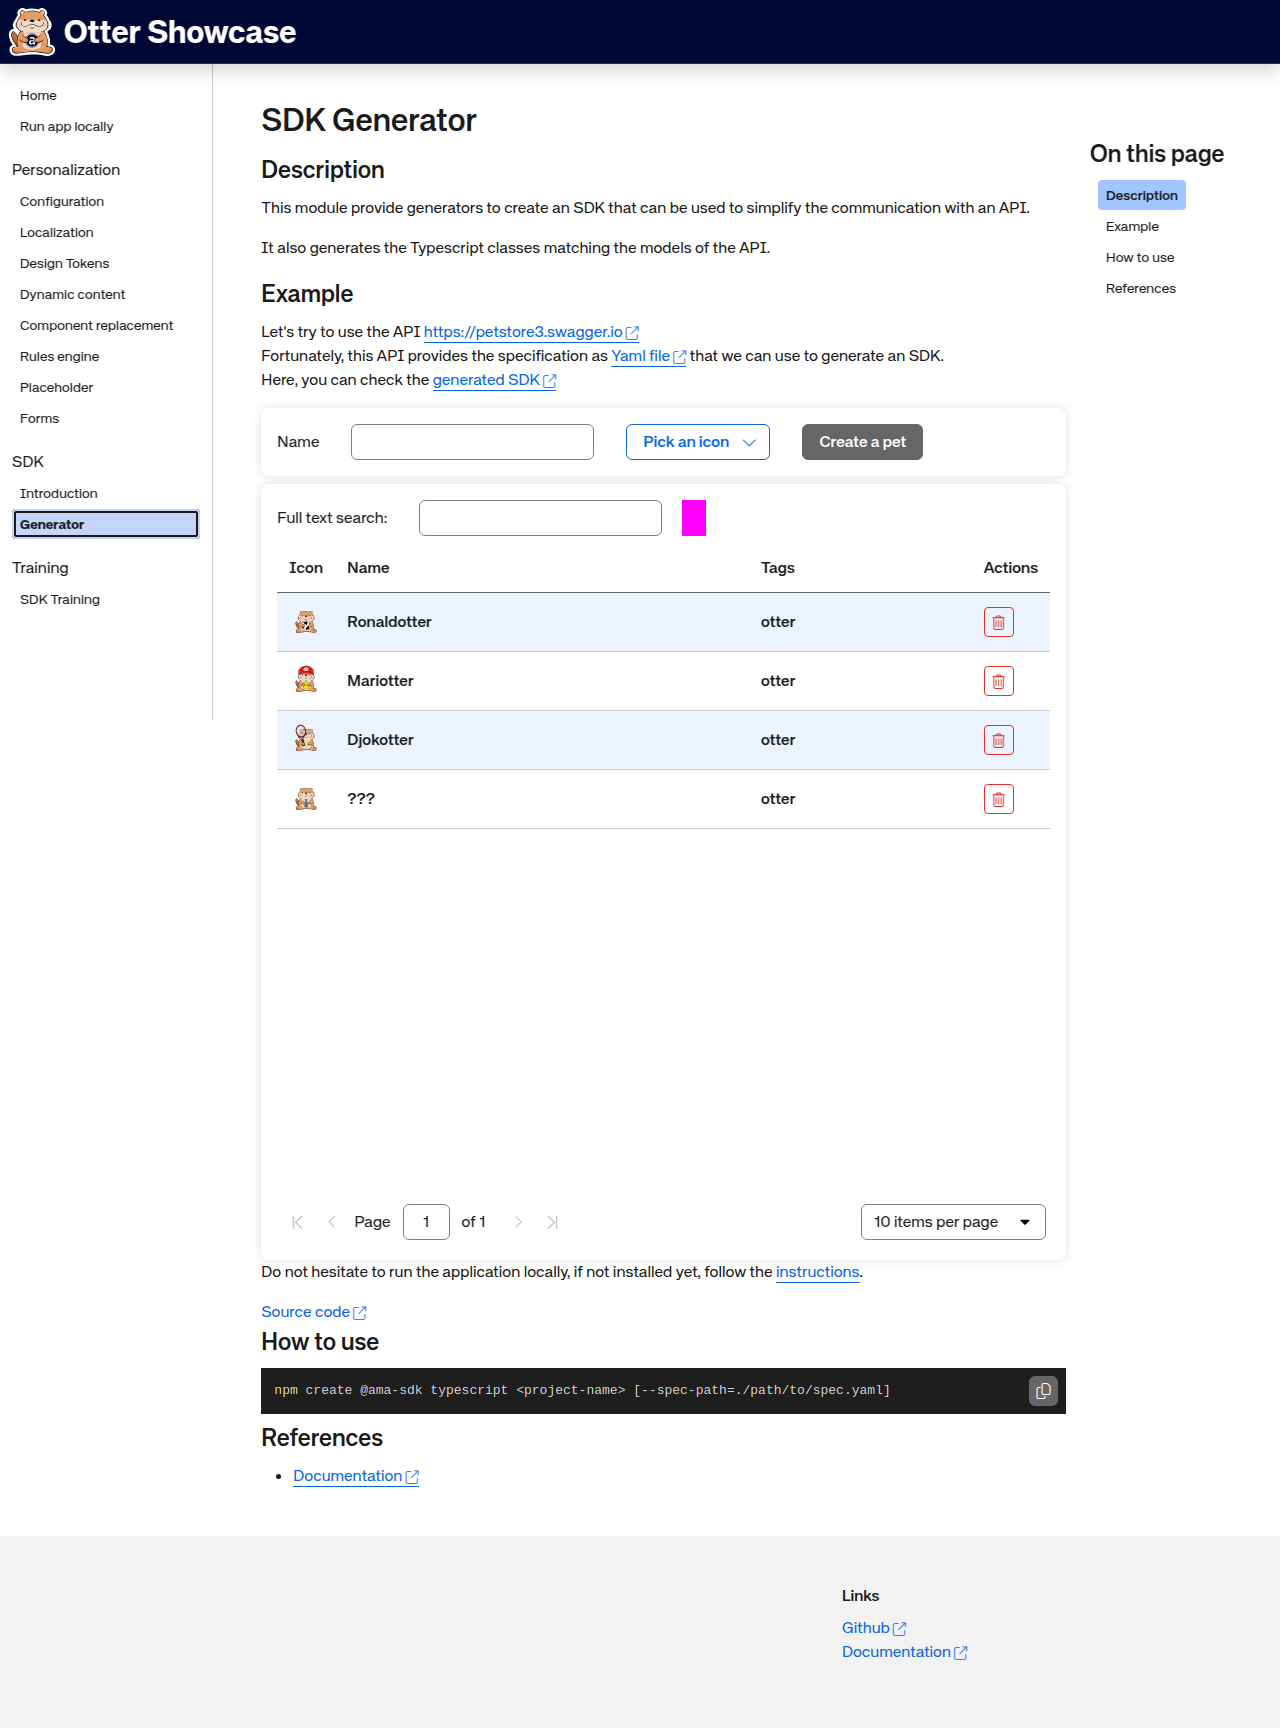 Otter Showcase
Home
Run app locally
Personalization
Configuration
Localization
Design Tokens
Dynamic content
Component replacement
Rules engine
Placeholder
Forms
SDK
Introduction
Generator
Training
SDK Training
SDK Generator
Description
This module provide generators to create an SDK that can be used to simplify the communication with an API.
It also generates the Typescript classes matching the models of the API.
Example
Let's try to use the API https://petstore3.swagger.io
Fortunately, this API provides the specification as Yaml file that we can use to generate an SDK.
Here, you can check the generated SDK
Name Pick an icon Create a pet
Full text search:
Icon Name Tags Actions
Ronaldotter otter
Mariotter otter
Djokotter otter
??? otter
Page 1 of 1 10 items per page
Do not hesitate to run the application locally, if not installed yet, follow the instructions.
Source code
How to use
npm create @ama-sdk typescript <project-name> [--spec-path=./path/to/spec.yaml]
References
Documentation
On this page
Description
Example
How to use
References
Links
Github
Documentation